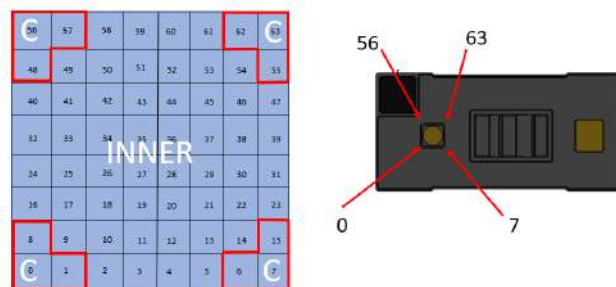 C 56 57 58 59 60 61 62 63 C
48 49 50 51 52 53 54 55
40 41 42 43 44 45 46 47
32 33 34 35 36 37 38 39
INNER
24 25 26 27 28 29 30 31
16 17 18 19 20 21 22 23
8 9 10 11 12 13 14 15
C 0 1 2 3 4 5 6 7 C
56 63
0 7